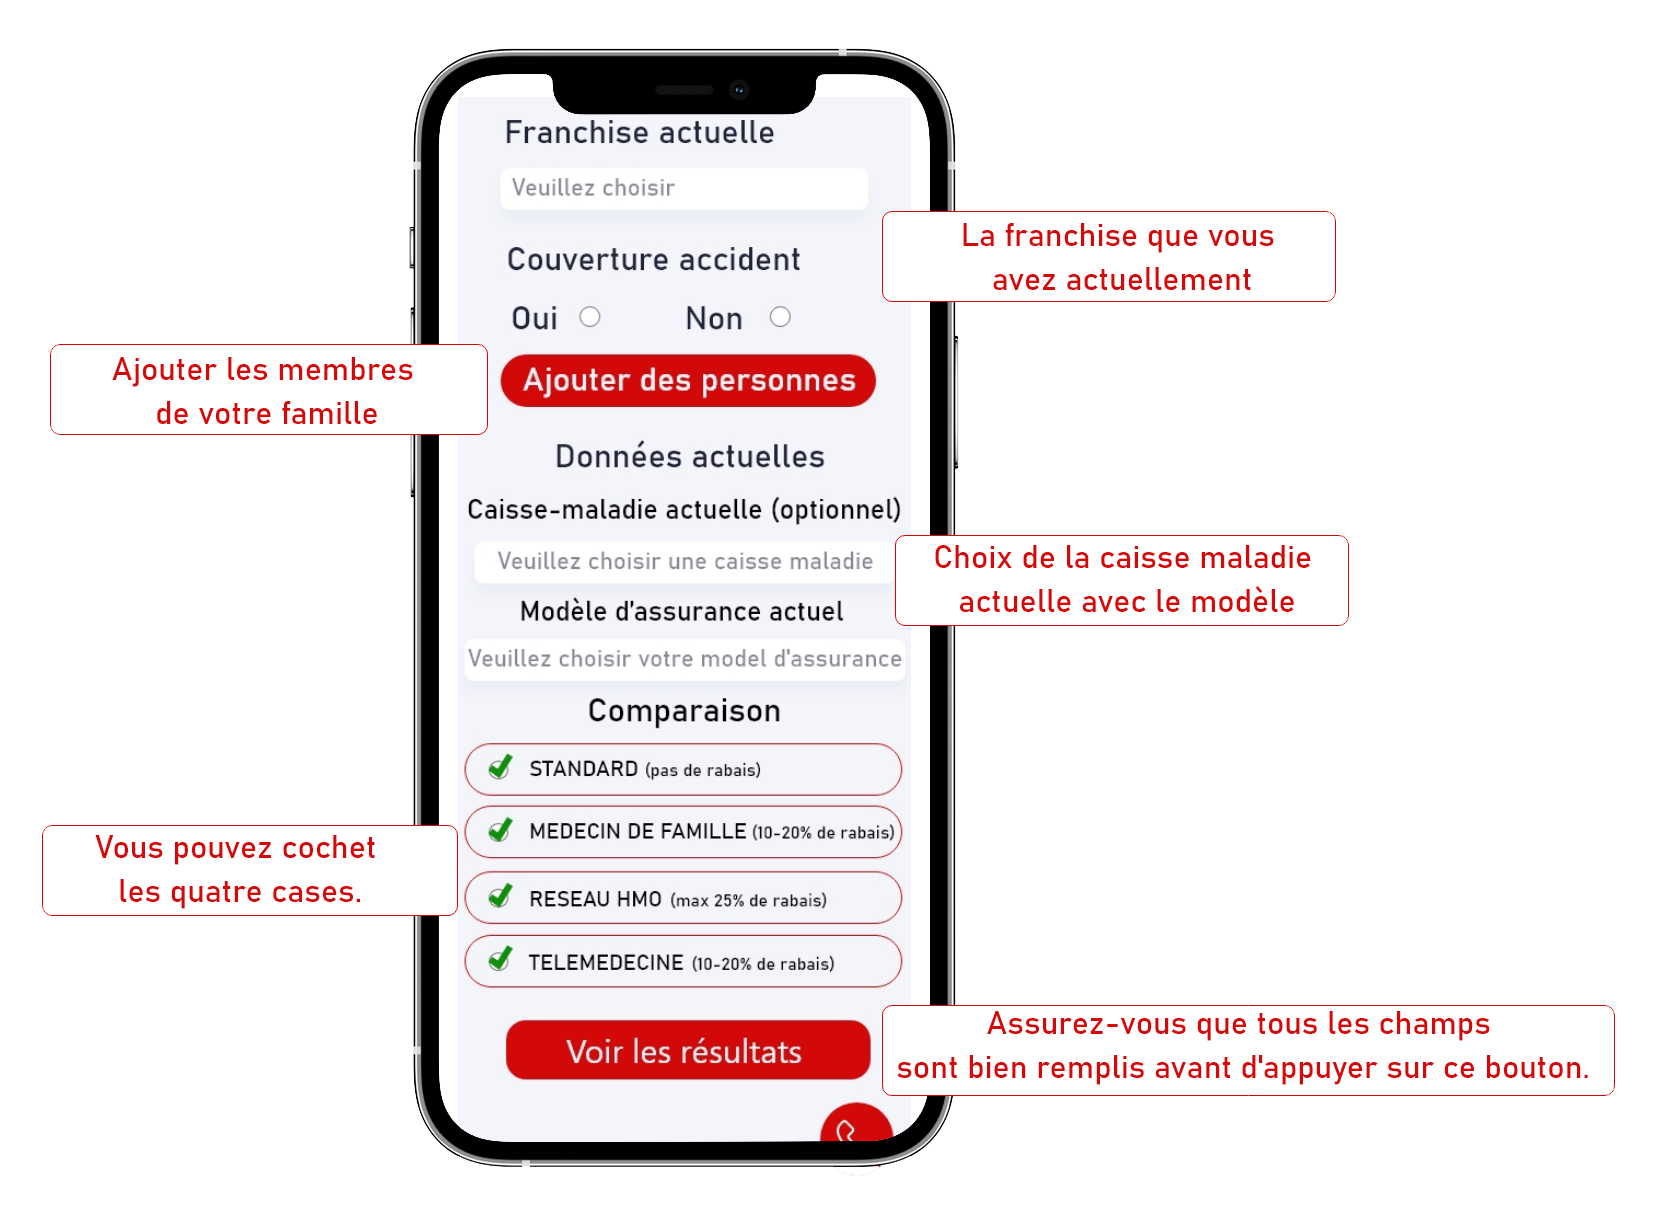 Franchise actuelle
Veuillez choisir
La franchise que vous
avez actuellement
Couverture accident
Oui Non
Ajouter les membres
de votre famille
Ajouter des personnes
Données actuelles
Caisse-maladie actuelle (optionnel)
Veuillez choisir une caisse maladie
Choix de la caisse maladie
actuelle avec le modèle
Modèle d'assurance actuel
Veuillez choisir votre model d'assurance
Comparaison
STANDARD (pas de rabais)
MEDECIN DE FAMILLE (10-20% de rabais)
Vous pouvez cochet
les quatre cases.
RESEAU HMO (max 25% de rabais)
TELEMEDECINE (10-20% de rabais)
Voir les résultats
Assurez-vous que tous les champs
sont bien remplis avant d'appuyer sur ce bouton.